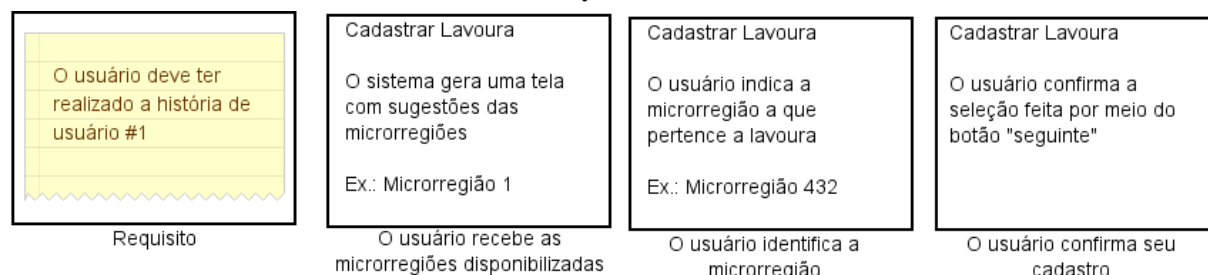 O usuário deve ter
realizado a história de
usuário #1
Requisito
Cadastrar Lavoura
O sistema gera uma tela
com sugestões das
microrregiões
Ex.: Microrregião 1
O usuário recebe as
microrregiões disponibilizadas
Cadastrar Lavoura
O usuário indica a
microrregião a que
pertence a lavoura
Ex.: Microrregião 432
O usuário identifica a
microrregião
Cadastrar Lavoura
O usuário confirma a
seleção feita por meio do
botão "seguinte"
O usuário confirma seu
cadastro